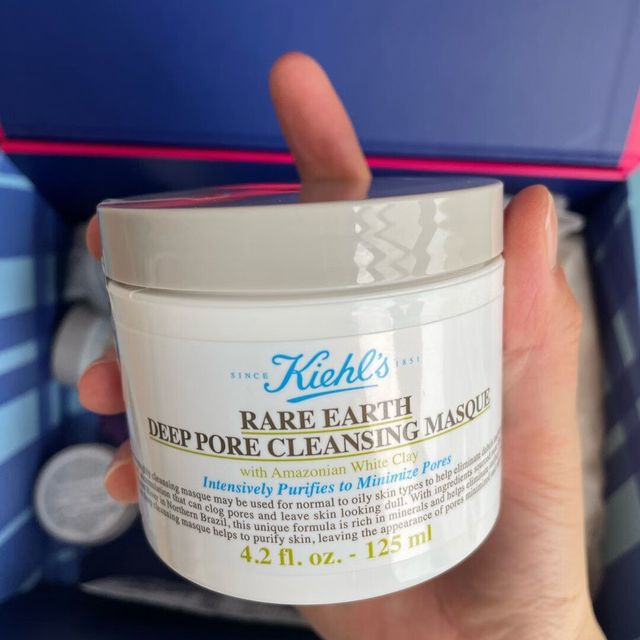 SINCE Kiehl's 1851
RARE EARTH
DEEP PORE CLEANSING MASQUE
with Amazonian White Clay
Intensively Purifies to Minimize Pores
cleansing masque may be used for normal to oily skin types to help eliminate
that can clog pores and leave skin looking dull. With ingredients
in Northern Brazil, this unique formula is rich in minerals and helps
cleansing masque helps to purify skin, leaving the appearance of pores
4.2 fl. oz. - 125 ml